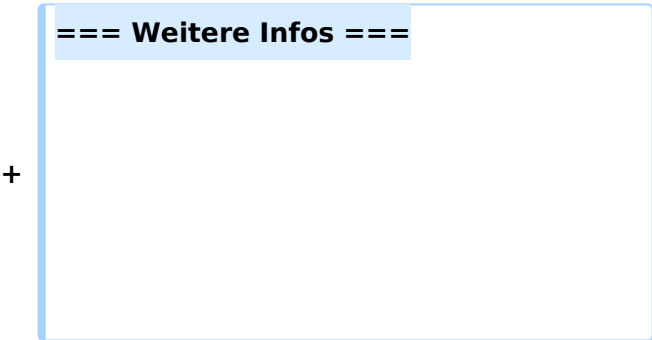 === Weitere Infos ===
+